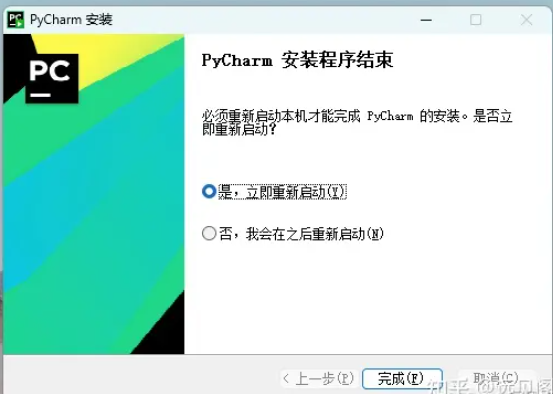 PyCharm 安装
PC
PyCharm 安装程序结束
必须重新启动本机才能完成 PyCharm 的安装。是否立
即重新启动?
是，立即重新启动(Y)
否，我会在之后重新启动(N)
< 上一步(P)
完成(F)
取消(C)
知乎